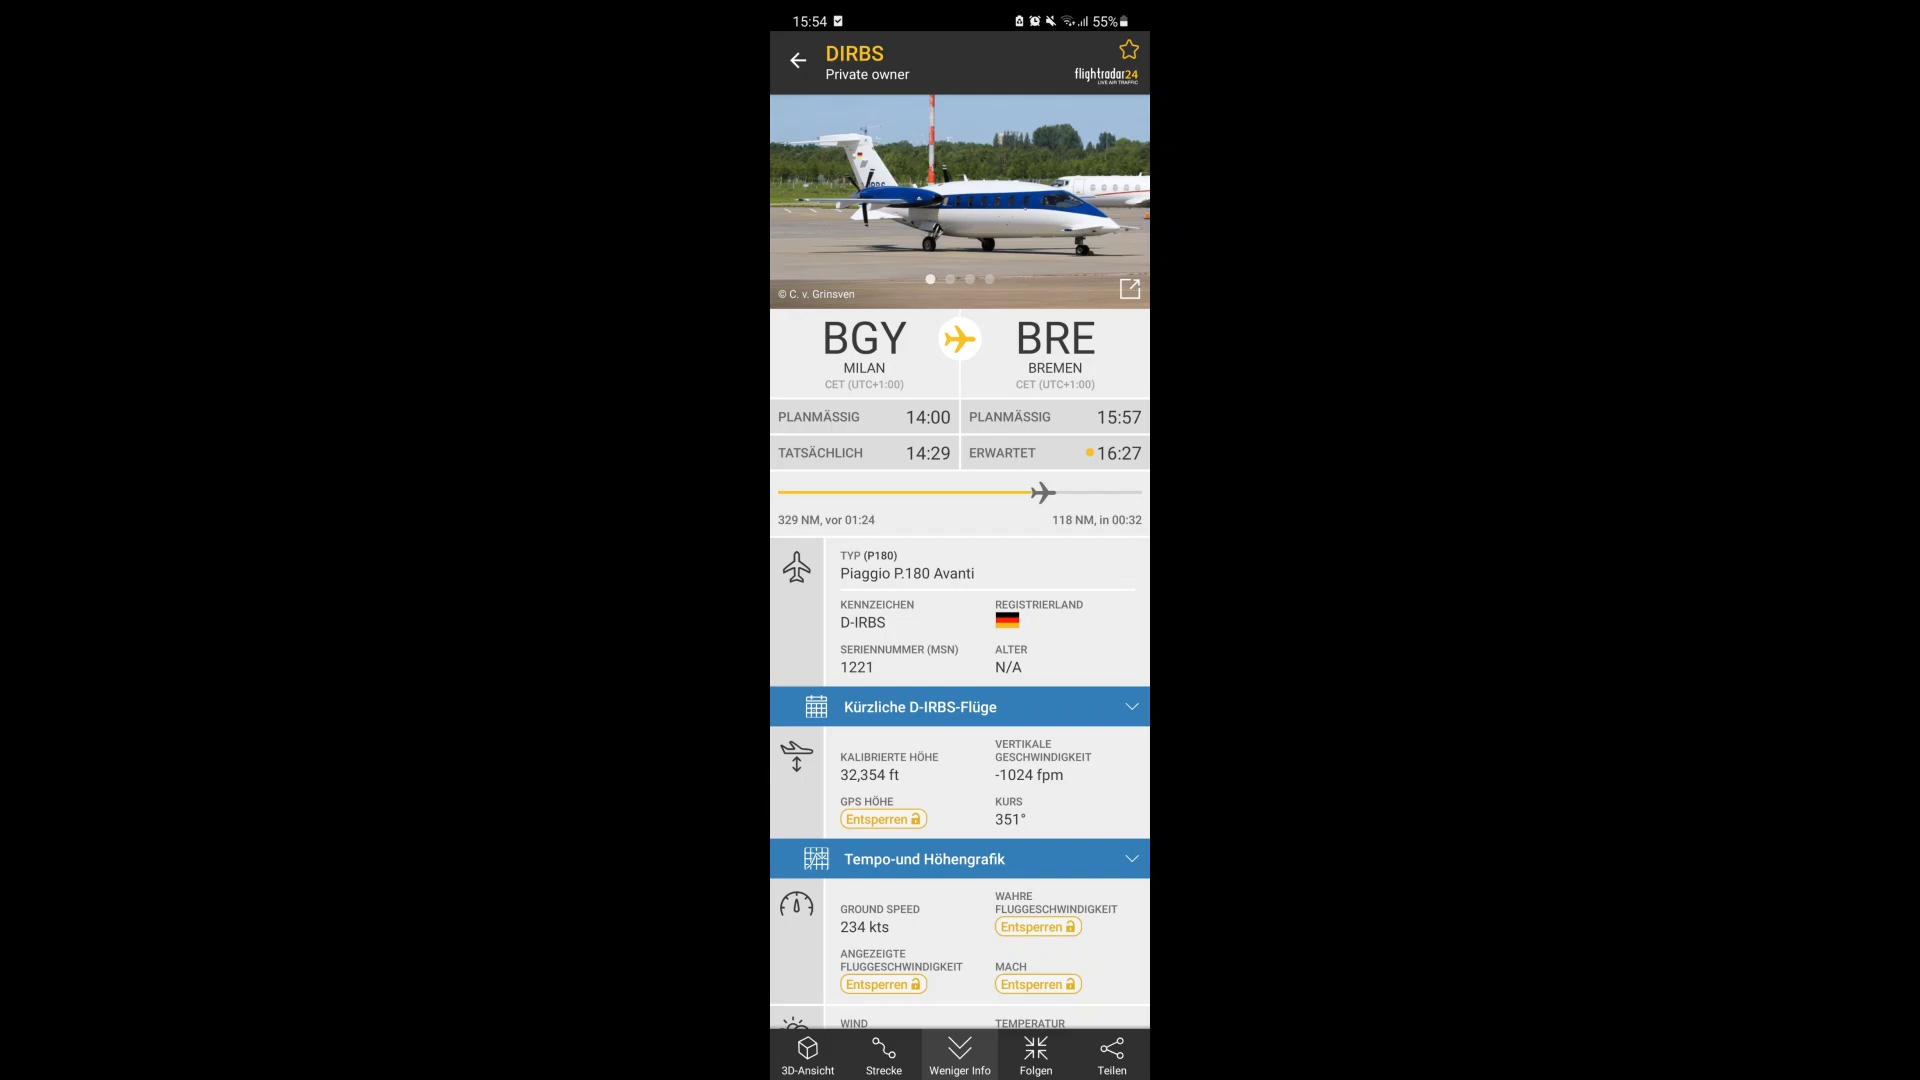 15:54
55%
DIRBS
Private owner
flightradar24
LIVE AIR TRAFFIC
© C. v. Grinsven
BGY
MILAN
CET (UTC+1:00)
BRE
BREMEN
CET (UTC+1:00)
PLANMÄSSIG 14:00
PLANMÄSSIG 15:57
TATSÄCHLICH 14:29
ERWARTET 16:27
329 NM, vor 01:24
118 NM, in 00:32
TYP (P180)
Piaggio P.180 Avanti
KENNZEICHEN
D-IRBS
REGISTRIERLAND
SERIENNUMMER (MSN)
1221
ALTER
N/A
Kürzliche D-IRBS-Flüge
KALIBRIERTE HÖHE
32,354 ft
VERTIKALE
GESCHWINDIGKEIT
-1024 fpm
GPS HÖHE
Entsperren
KURS
351°
Tempo-und Höhengrafik
GROUND SPEED
234 kts
WAHRE
FLUGGESCHWINDIGKEIT
Entsperren
ANGEZEIGTE
FLUGGESCHWINDIGKEIT
Entsperren
MACH
Entsperren
WIND
TEMPERATUR
3D-Ansicht
Strecke
Weniger Info
Folgen
Teilen